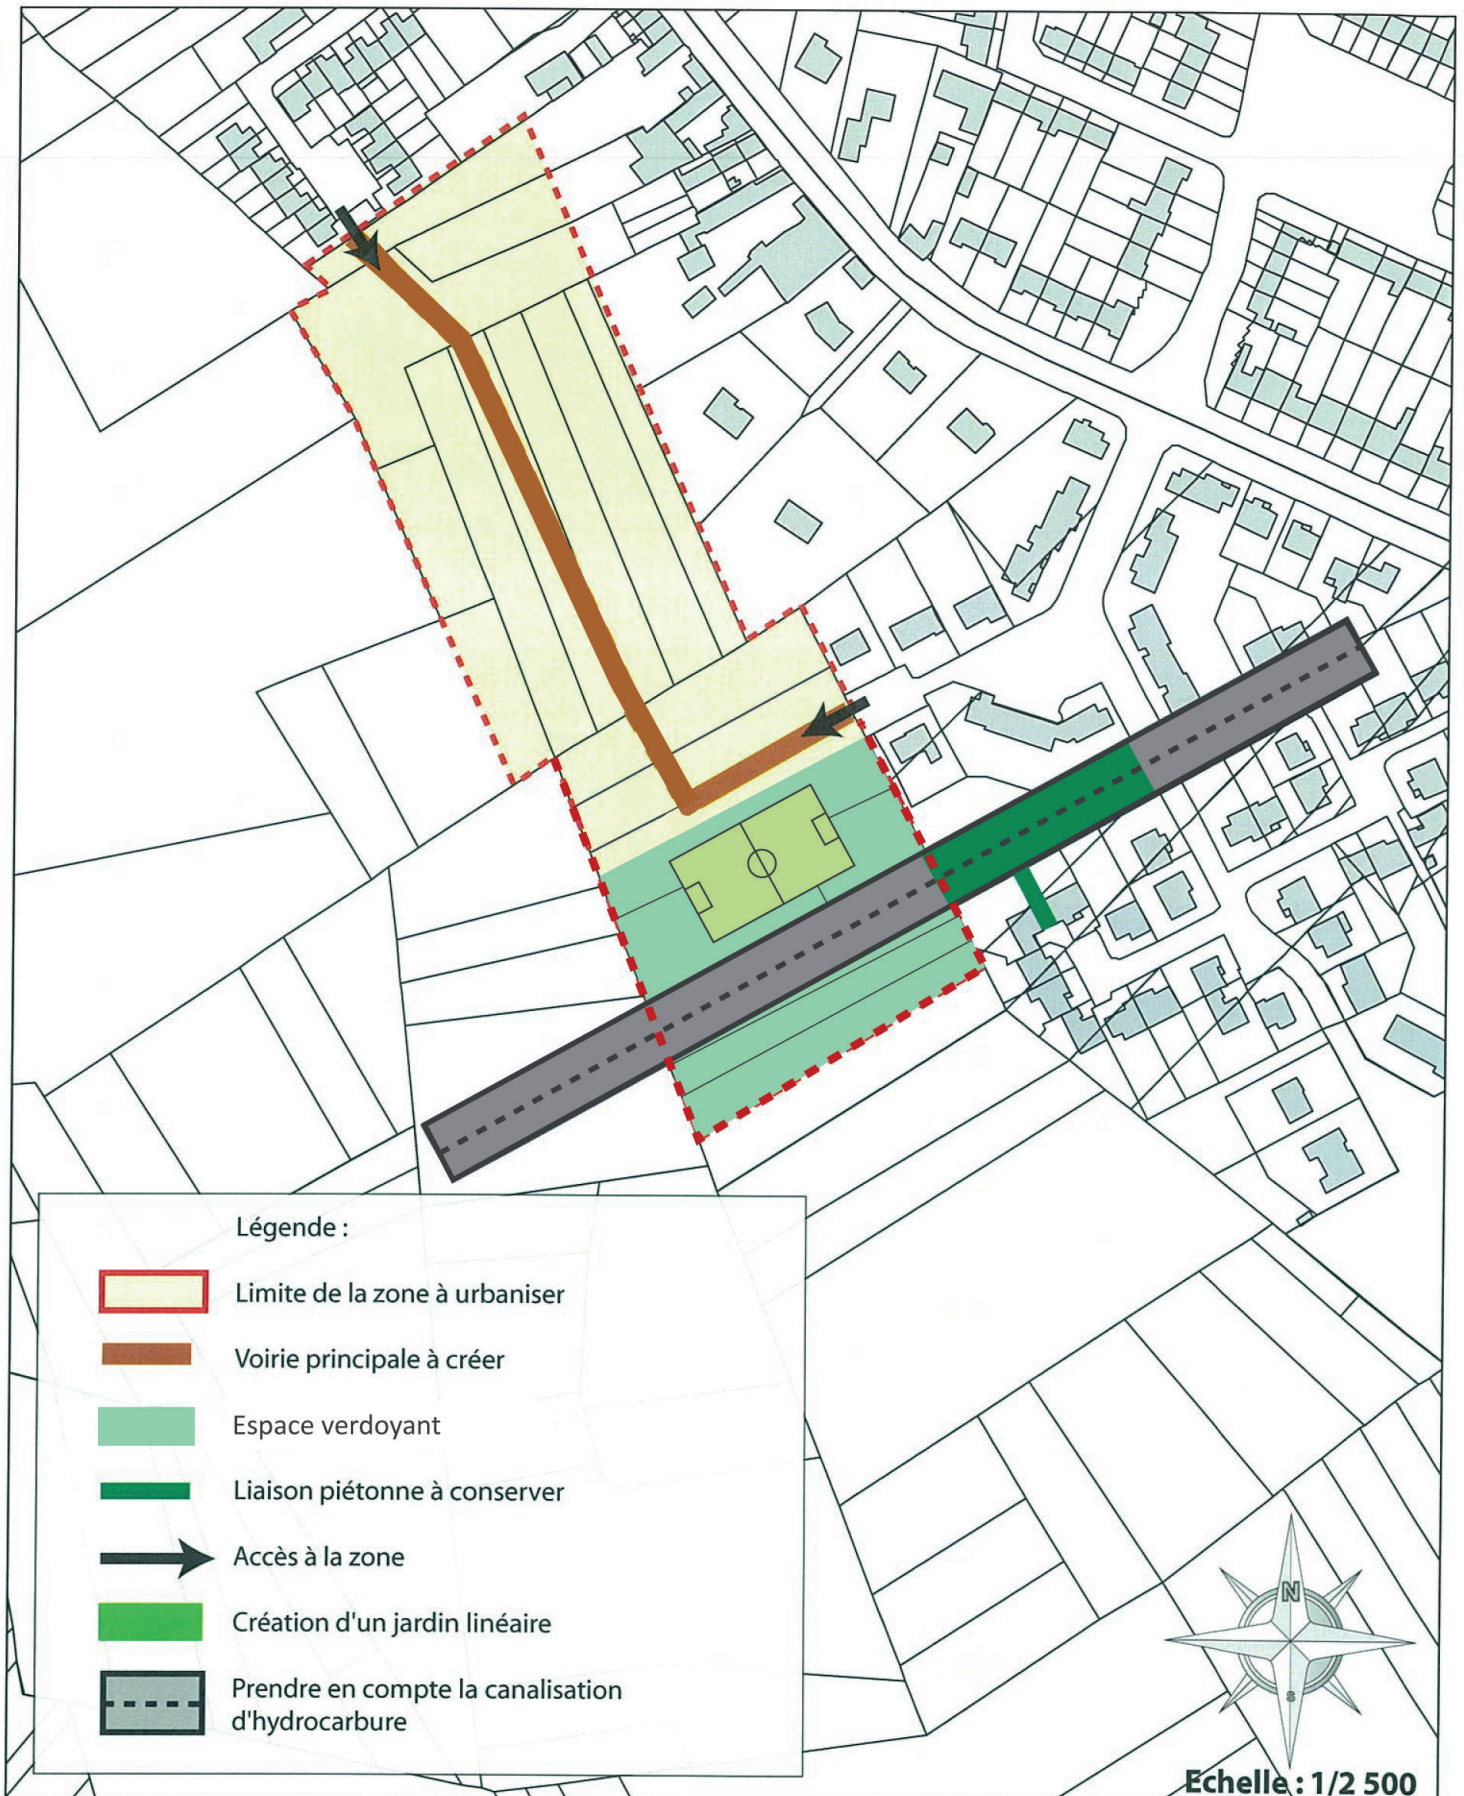 Légende :
Limite de la zone à urbaniser
Voirie principale à créer
Espace verdoyant
Liaison piétonne à conserver
Accès à la zone
Création d'un jardin linéaire
Prendre en compte la canalisation
d'hydrocarbure
N
S
Echelle : 1/2 500